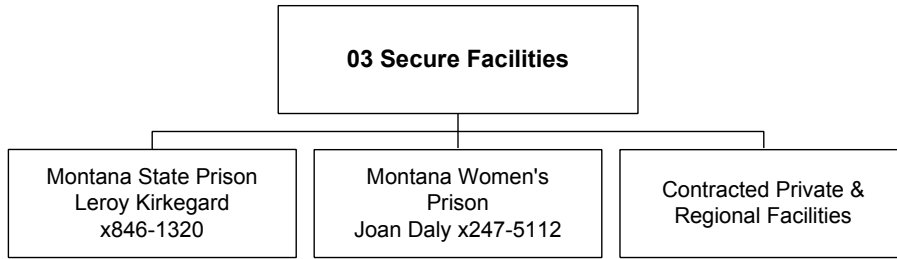 03 Secure Facilities
Montana State Prison
Leroy Kirkegard
x846-1320
Montana Women's
Prison
Joan Daly x247-5112
Contracted Private &
Regional Facilities